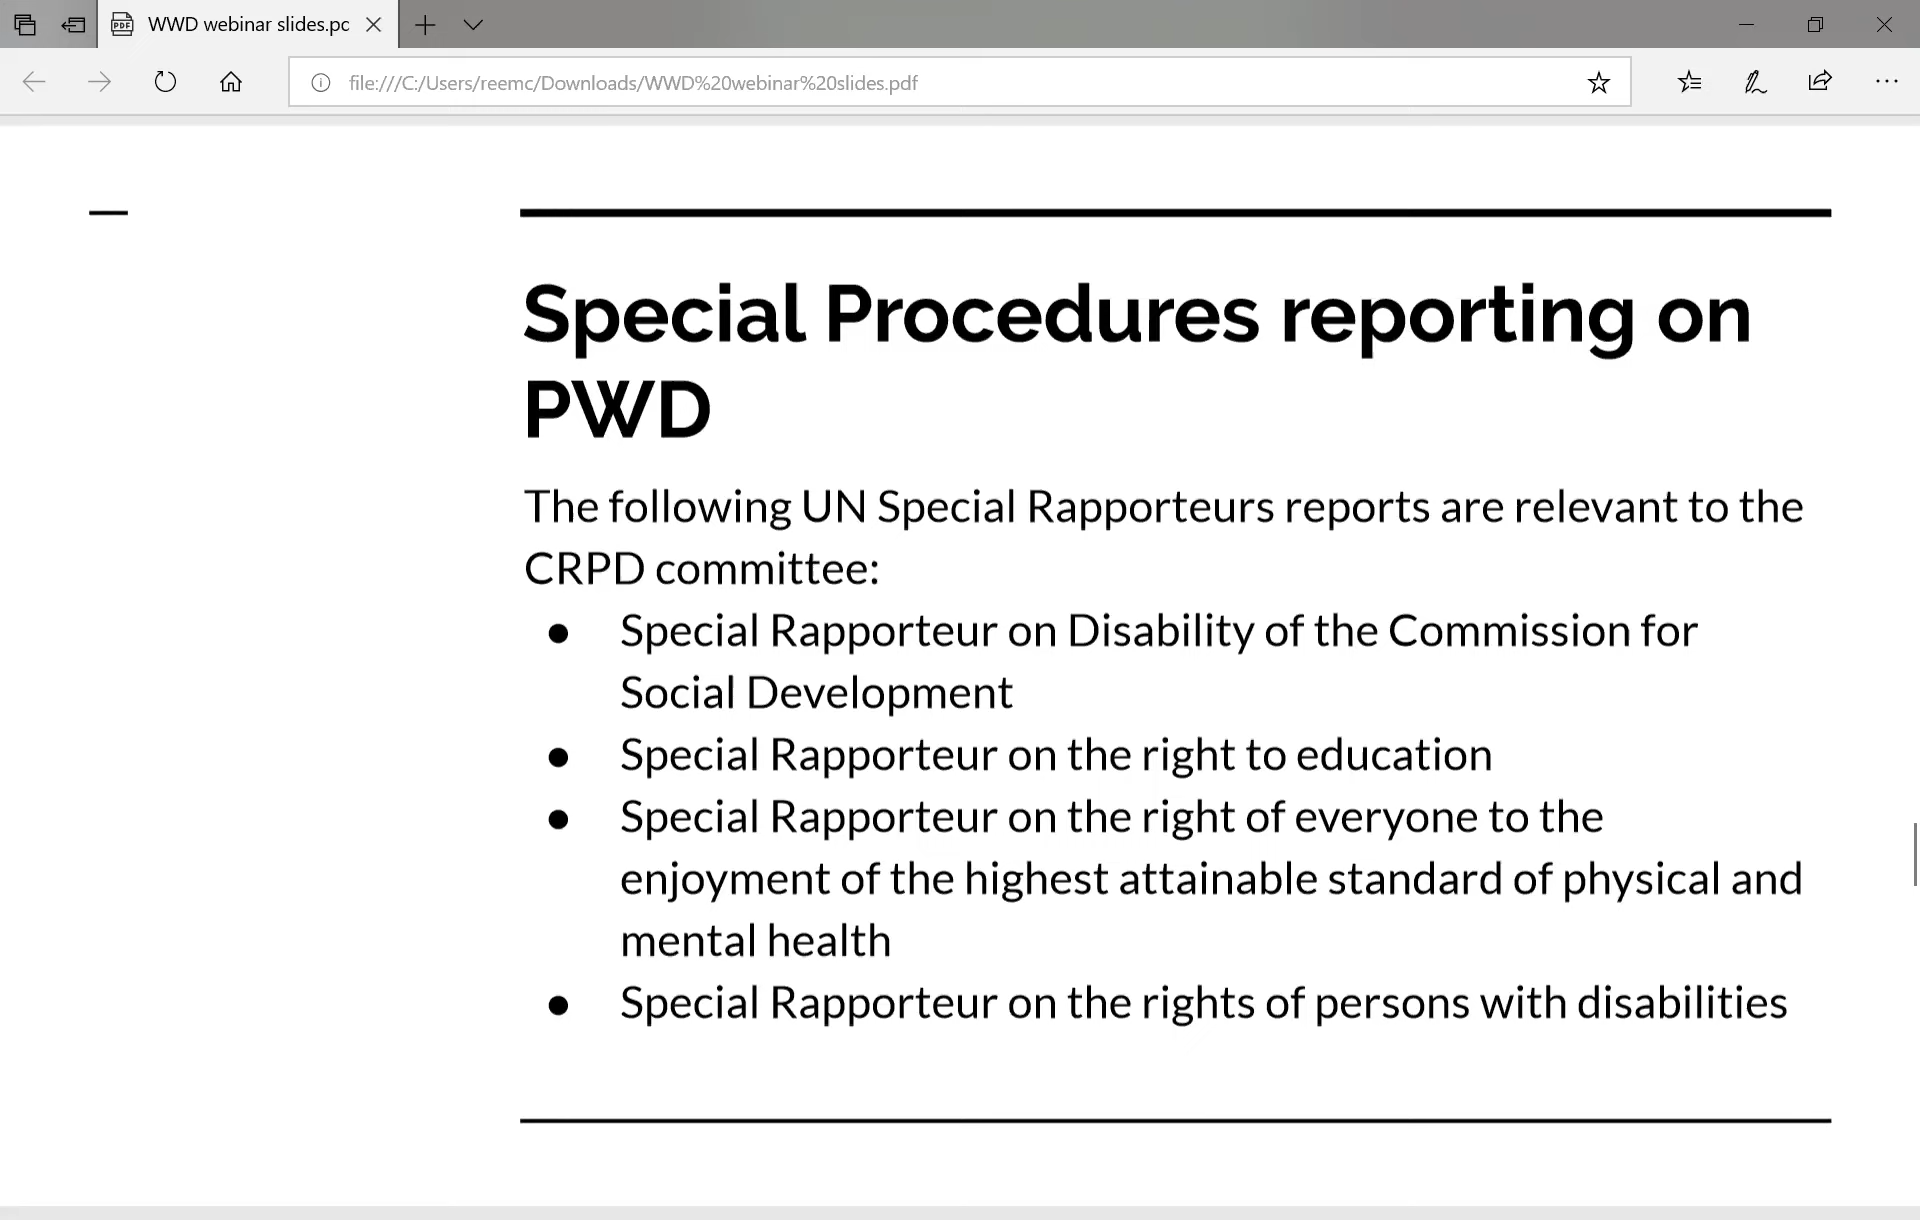 WWD webinar slides.pc
file:///C:/Users/reemc/Downloads/WWD%20webinar%20slides.pdf
Special Procedures reporting on
PWD
The following UN Special Rapporteurs reports are relevant to the
CRPD committee:
● Special Rapporteur on Disability of the Commission for
Social Development
● Special Rapporteur on the right to education
● Special Rapporteur on the right of everyone to the
enjoyment of the highest attainable standard of physical and
mental health
● Special Rapporteur on the rights of persons with disabilities